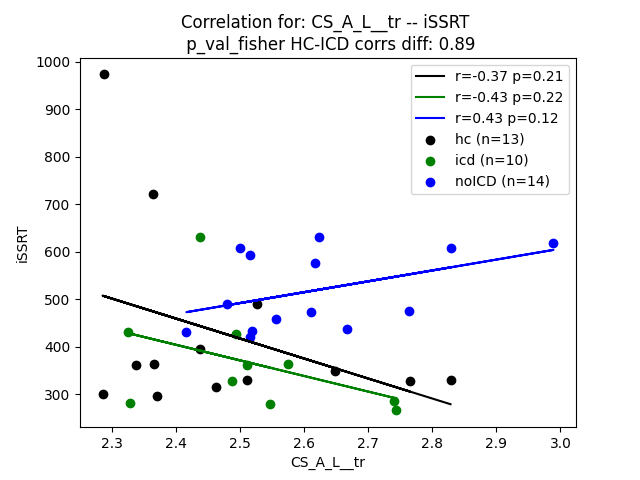 Correlation for: CS_A_L__tr -- iSSRT
p_val_fisher HC-ICD corrs diff: 0.89
1000
900
800
700
600
500
400
300
iSSRT
r=-0.37 p=0.21
r=-0.43 p=0.22
r=0.43 p=0.12
hc (n=13)
icd (n=10)
noICD (n=14)
2.3 2.4 2.5 2.6 2.7 2.8 2.9 3.0
CS_A_L__tr